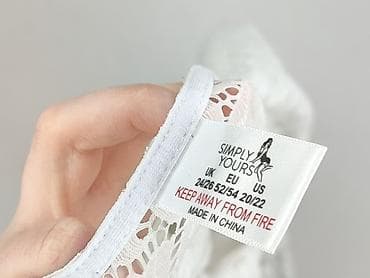 SIMPLY
YOURS
UK EU US
24/26 52/54 20/22
KEEP AWAY FROM FIRE
MADE IN CHINA